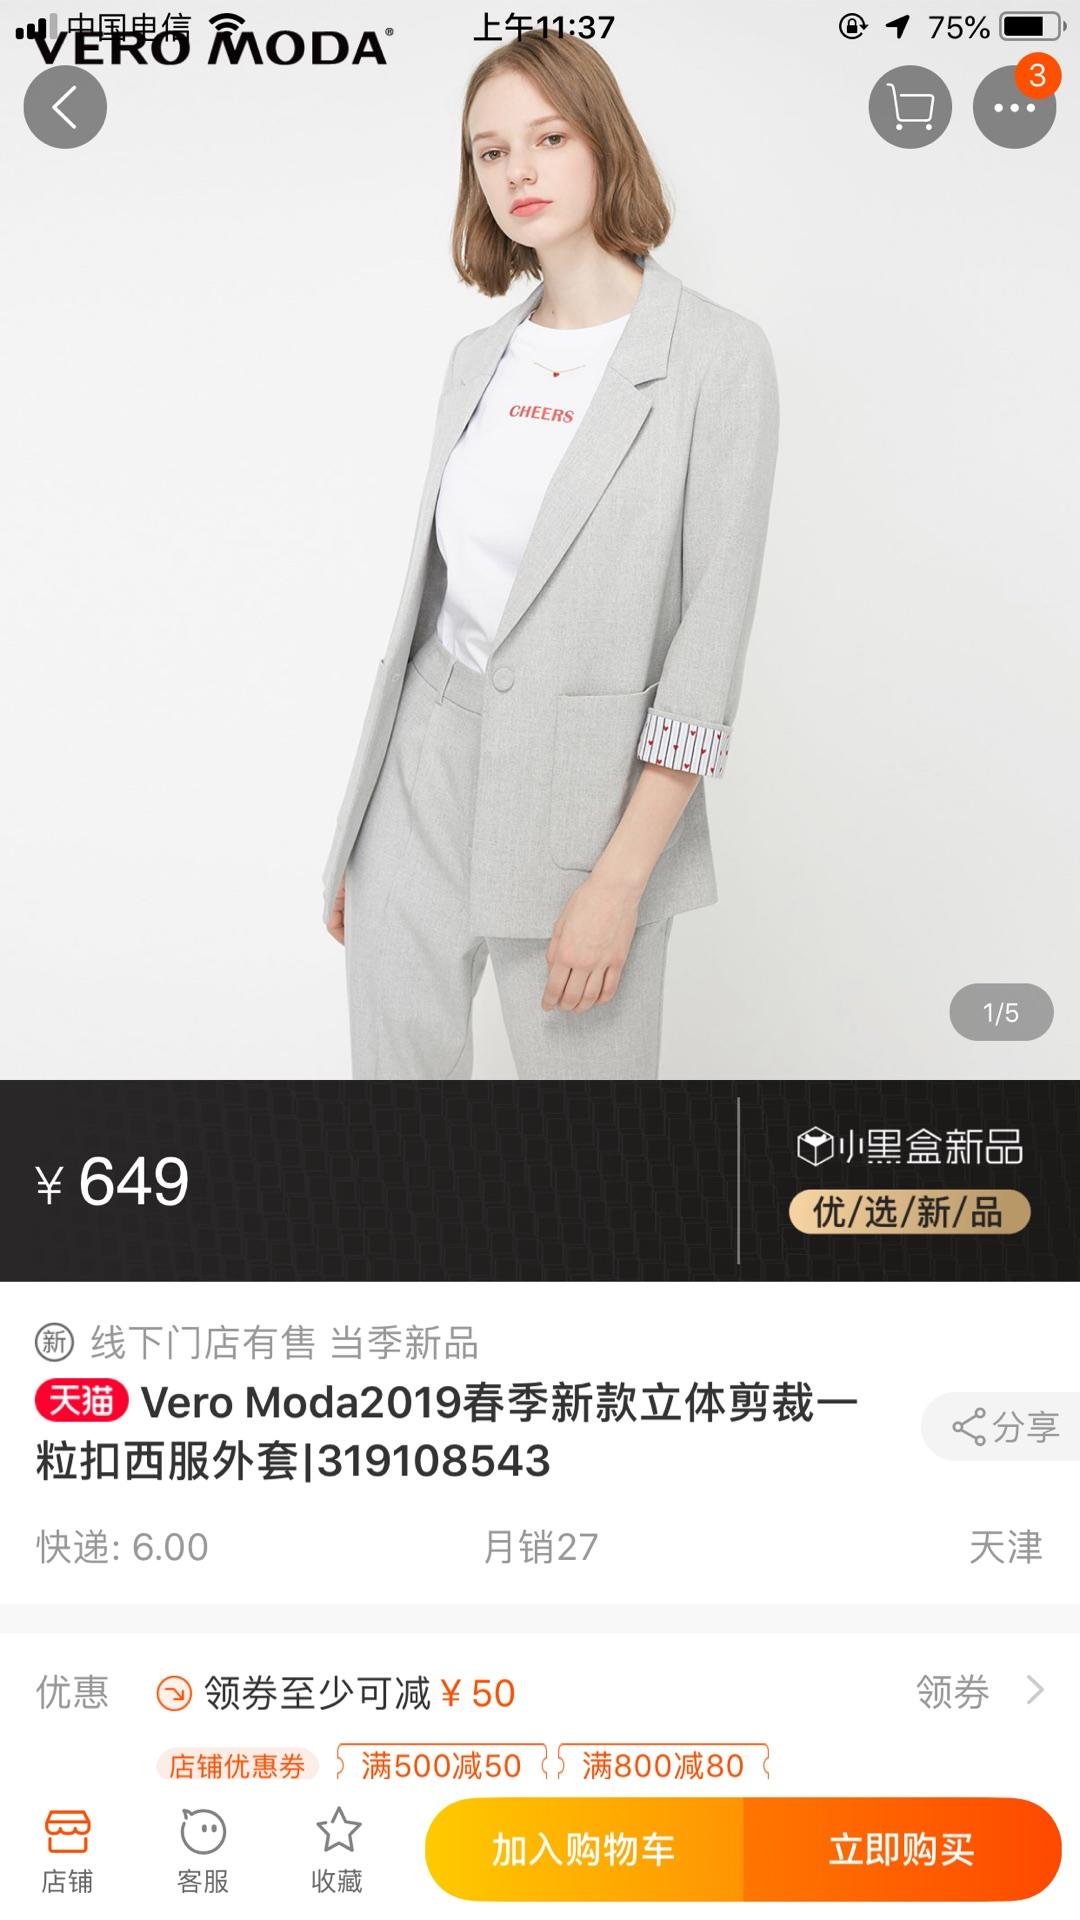 中国电信
上午11:37
75%
VERO MODA®
3
CHEERS
1/5
¥ 649
小黑盒新品
优/选/新/品
新 线下门店有售 当季新品
天猫 Vero Moda2019春季新款立体剪裁一
粒扣西服外套|319108543
分享
快递: 6.00
月销27
天津
优惠
领券至少可减 ¥ 50
领券
店铺优惠券
满500减50
满800减80
店铺
客服
收藏
加入购物车
立即购买